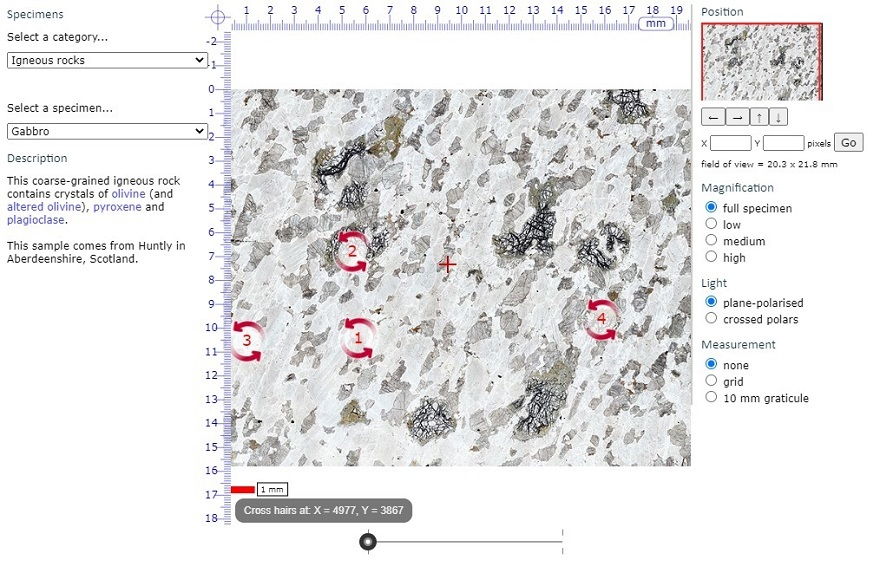 Specimens
Select a category...
Igneous rocks
Select a specimen...
Gabbro
Description
This coarse-grained igneous rock
contains crystals of olivine (and
altered olivine), pyroxene and
plagioclase.
This sample comes from Huntly in
Aberdeenshire, Scotland.
1 2 3 4 5 6 7 8 9 10 11 12 13 14 15 16 17 18 19
mm
-2
-1
0
1
2
3
4
5
6
7
8
9
10
11
12
13
14
15
16
17
18
2
4
3
1
1 mm
Cross hairs at: X = 4977, Y = 3867
Position
← → ↑ ↓
X Y pixels Go
field of view = 20.3 x 21.8 mm
Magnification
full specimen
low
medium
high
Light
plane-polarised
crossed polars
Measurement
none
grid
10 mm graticule